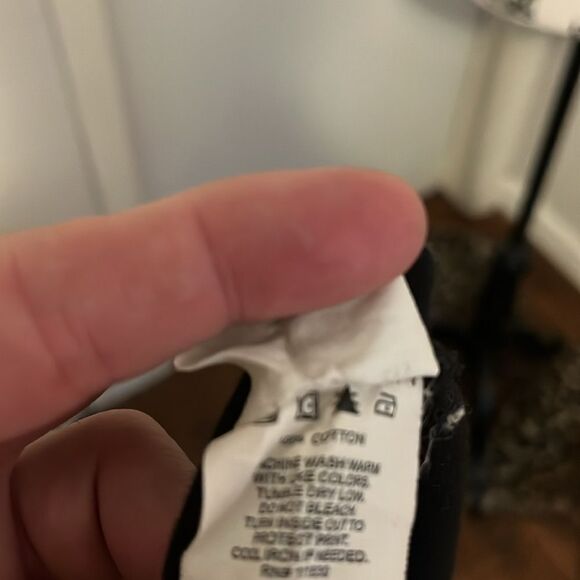 COTTON
WASH WARM
WITH LIKE COLORS.
TUMBLE DRY LOW.
DO NOT BLEACH.
TURN INSIDE OUT TO
PROTECT PRINT.
COOL IRON IF NEEDED.